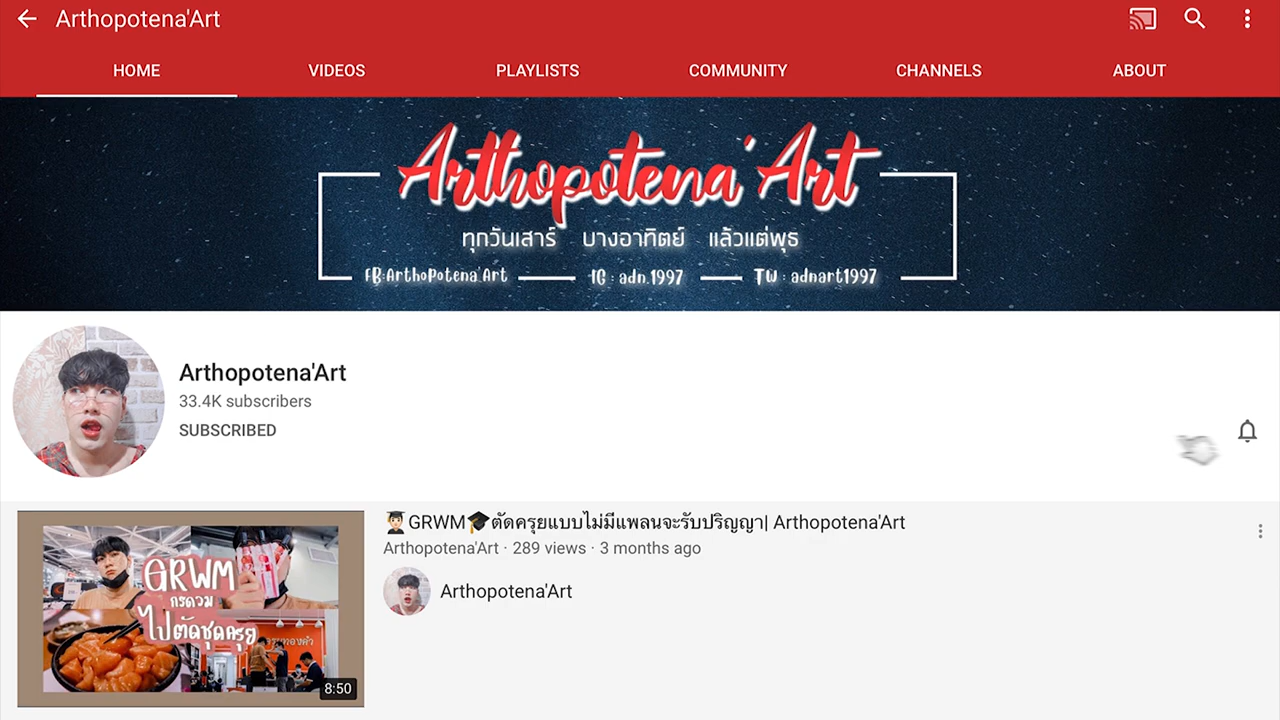 Arthopotena'Art
HOME VIDEOS PLAYLISTS COMMUNITY CHANNELS ABOUT
Arthopotena'Art
ทุกวันเสาร์ บางอาทิตย์ แล้วแต่พุธ
FB:ArthoPotena'Art IG : adn.1997 TW : adnart1997
Arthopotena'Art
33.4K subscribers
SUBSCRIBED
👨🏻‍🎓GRWM🎓ตัดครุยแบบไม่มีแพลนจะรับปริญญา| Arthopotena'Art
Arthopotena'Art · 289 views · 3 months ago
Arthopotena'Art
GRWM
กรดวม
ไปตัดชุดครุย
8:50